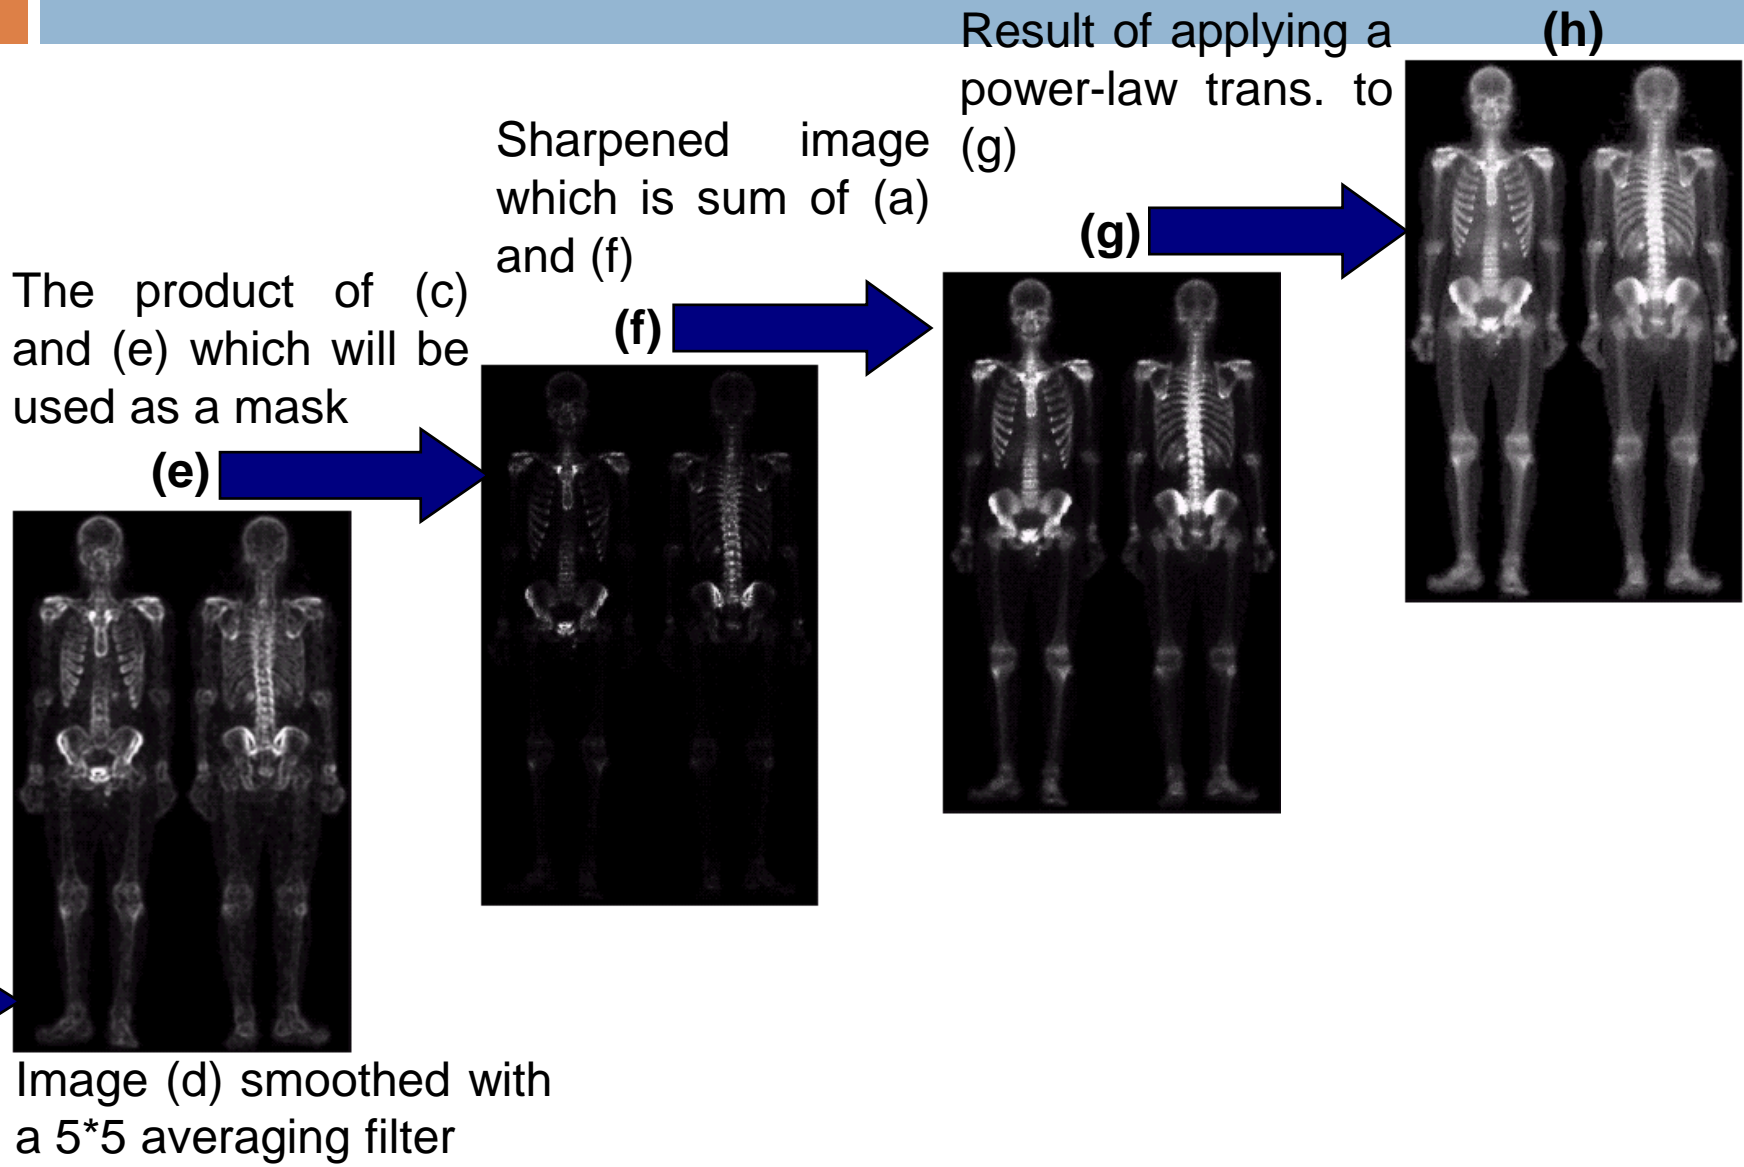 The product of (c)
and (e) which will be
used as a mask
(e)
Image (d) smoothed with
a 5*5 averaging filter
Sharpened image
which is sum of (a)
and (f)
(f)
Result of applying a
power-law trans. to
(g)
(g)
(h)